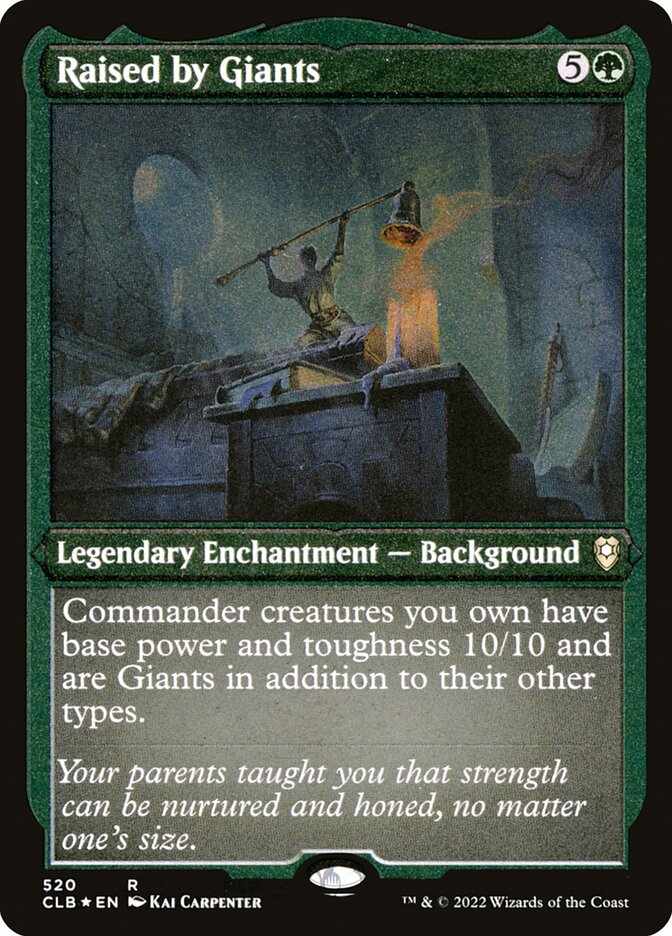 Raised by Giants 5
Legendary Enchantment — Background
Commander creatures you own have
base power and toughness 10/10 and
are Giants in addition to their other
types.
Your parents taught you that strength
can be nurtured and honed, no matter
one's size.
520 R
CLB★EN Kai Carpenter ™ & © 2022 Wizards of the Coast